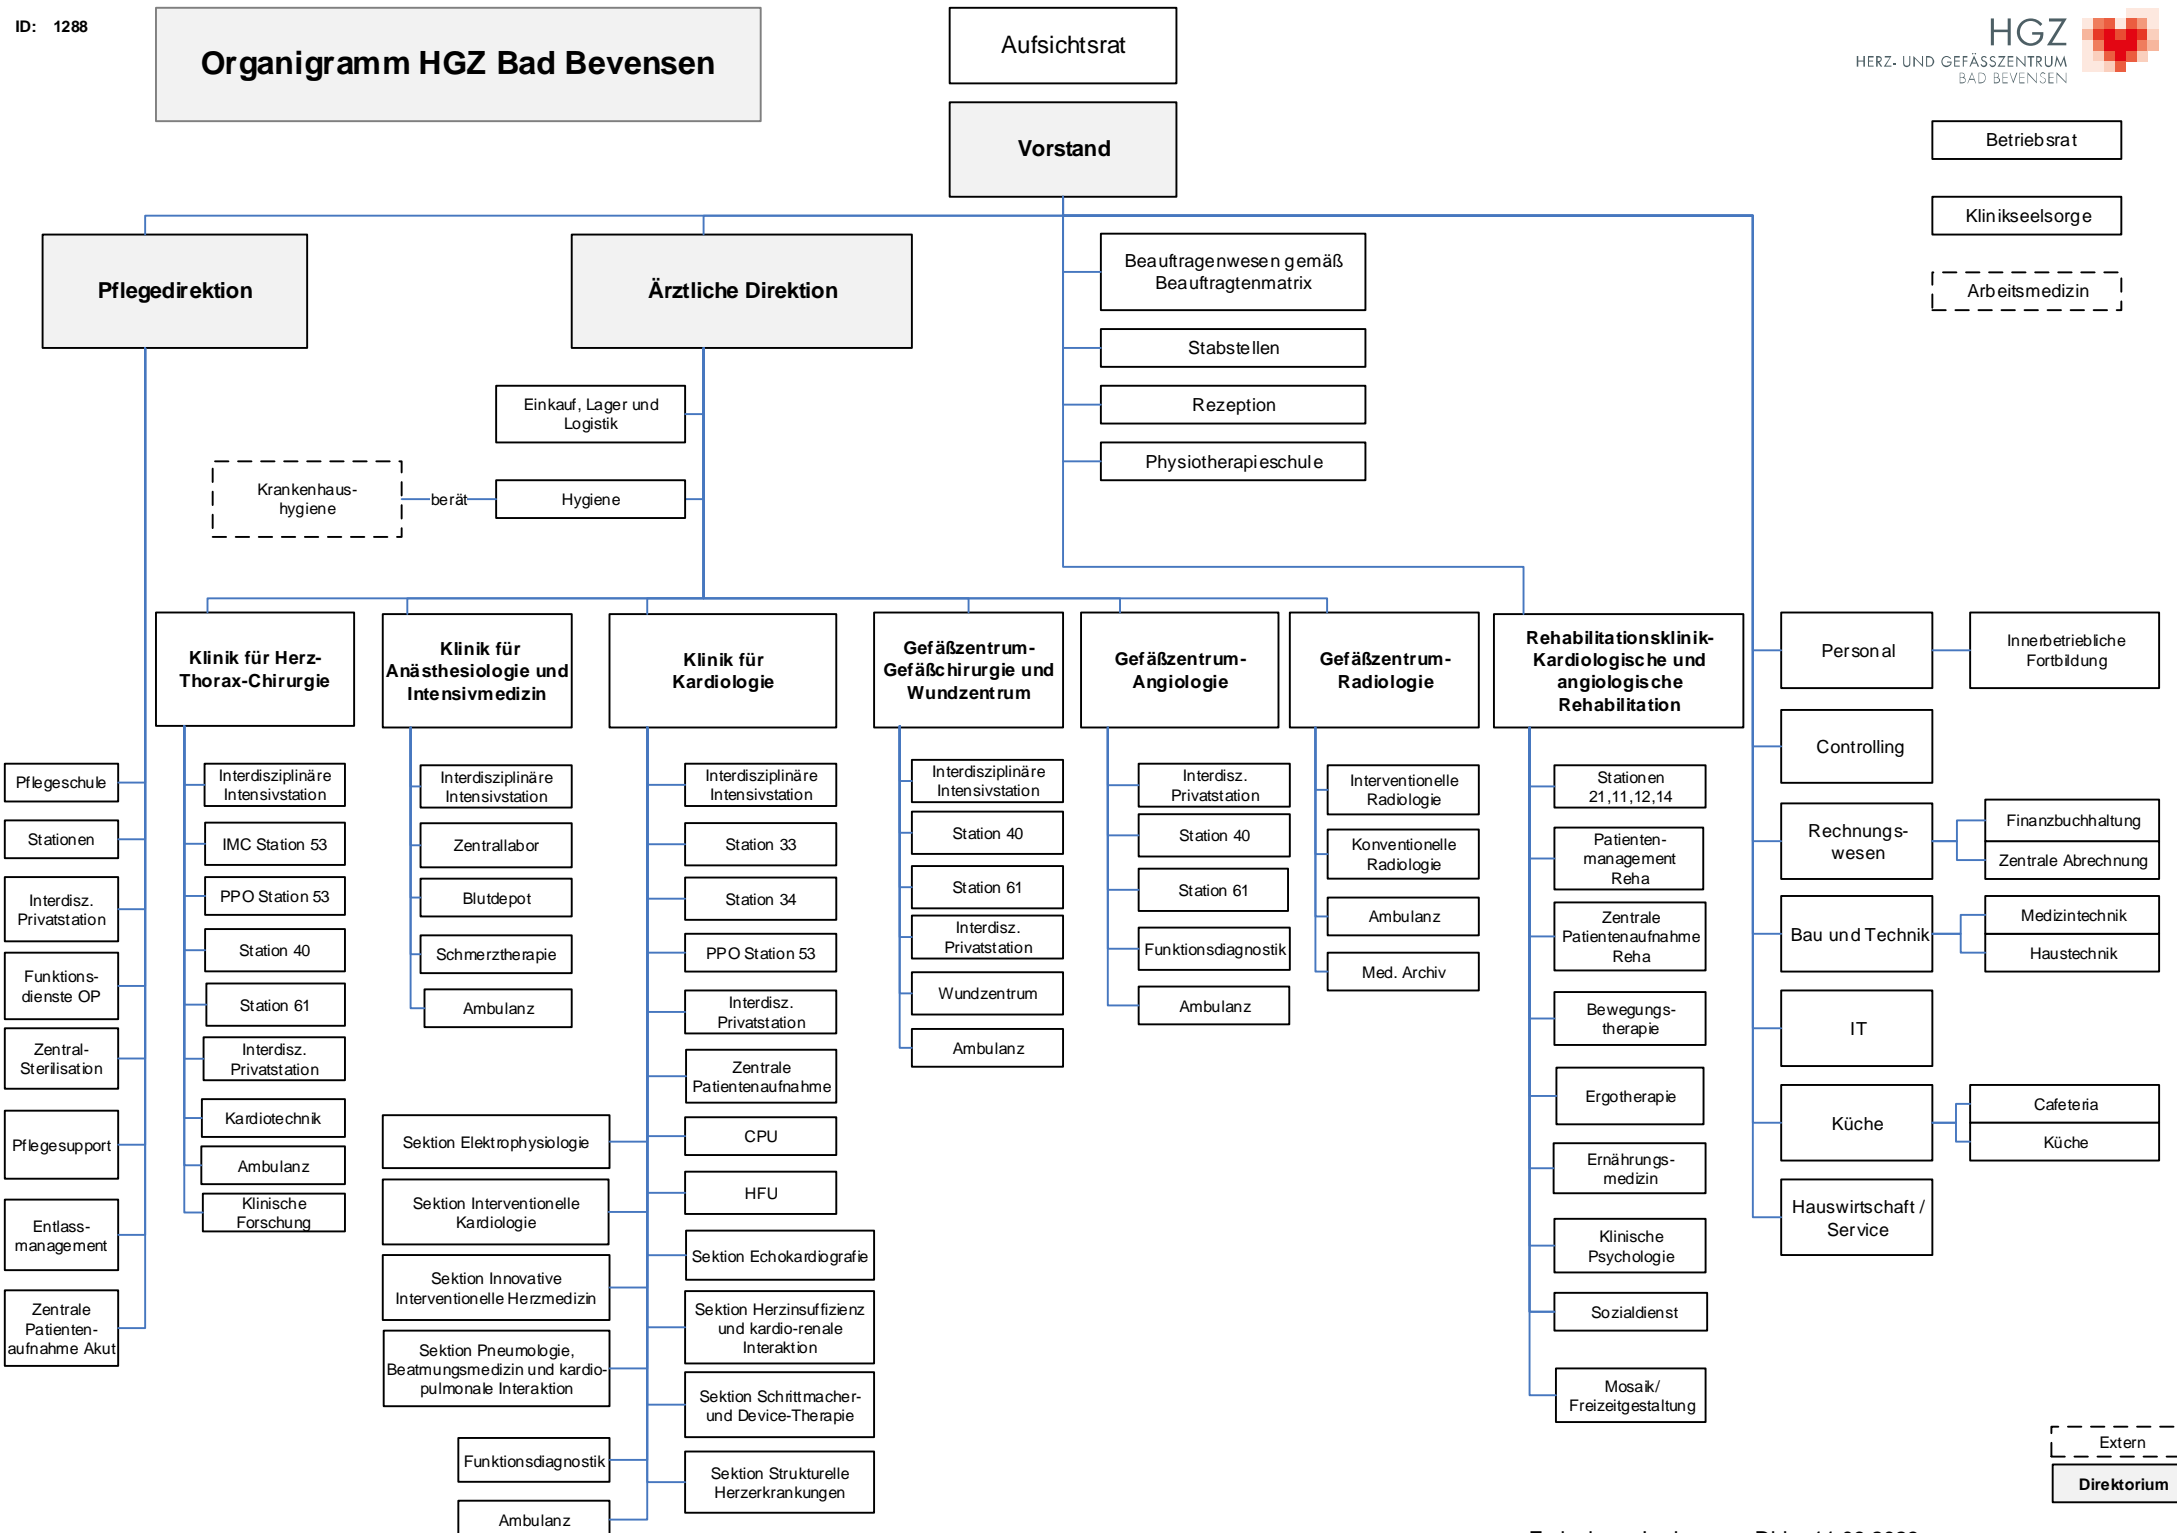 ID: 1288
Organigramm HGZ Bad Bevensen
Aufsichtsrat
HGZ
HERZ- UND GEFÄSSZENTRUM
BAD BEVENSEN
Vorstand
Betriebsrat
Klinikseelsorge
Arbeitsmedizin
Pflegedirektion
Ärztliche Direktion
Beauftragenwesen gemäß
Beauftragtenmatrix
Stabstellen
Rezeption
Physiotherapieschule
Einkauf, Lager und
Logistik
Krankenhaus-
hygiene
berät
Hygiene
Klinik für Herz-
Thorax-Chirurgie
Klinik für
Anästhesiologie und
Intensivmedizin
Klinik für
Kardiologie
Gefäßzentrum-
Gefäßchirurgie und
Wundzentrum
Gefäßzentrum-
Angiologie
Gefäßzentrum-
Radiologie
Rehabilitationsklinik-
Kardiologische und
angiologische
Rehabilitation
Personal
Innerbetriebliche
Fortbildung
Controlling
Rechnungs-
wesen
Finanzbuchhaltung
Zentrale Abrechnung
Bau und Technik
Medizintechnik
Haustechnik
IT
Küche
Cafeteria
Küche
Hauswirtschaft /
Service
Pflegeschule
Stationen
Interdisz.
Privatstation
Funktions-
dienste OP
Zentral-
Sterilisation
Pflegesupport
Entlass-
management
Zentrale
Patienten-
aufnahme Akut
Interdisziplinäre
Intensivstation
IMC Station 53
PPO Station 53
Station 40
Station 61
Interdisz.
Privatstation
Kardiotechnik
Ambulanz
Klinische
Forschung
Interdisziplinäre
Intensivstation
Zentrallabor
Blutdepot
Schmerztherapie
Ambulanz
Interdisziplinäre
Intensivstation
Station 33
Station 34
PPO Station 53
Interdisz.
Privatstation
Zentrale
Patientenaufnahme
CPU
HFU
Sektion Echokardiografie
Sektion Herzinsuffizienz
und kardio-renale
Interaktion
Sektion Schrittmacher-
und Device-Therapie
Sektion Strukturelle
Herzerkrankungen
Sektion Elektrophysiologie
Sektion Interventionelle
Kardiologie
Sektion Innovative
Interventionelle Herzmedizin
Sektion Pneumologie,
Beatmungsmedizin und kardio-
pulmonale Interaktion
Funktionsdiagnostik
Ambulanz
Interdisziplinäre
Intensivstation
Station 40
Station 61
Interdisz.
Privatstation
Wundzentrum
Ambulanz
Interdisz.
Privatstation
Station 40
Station 61
Funktionsdiagnostik
Ambulanz
Interventionelle
Radiologie
Konventionelle
Radiologie
Ambulanz
Med. Archiv
Stationen
21,11,12,14
Patienten-
management
Reha
Zentrale
Patientenaufnahme
Reha
Bewegungs-
therapie
Ergotherapie
Ernährungs-
medizin
Klinische
Psychologie
Sozialdienst
Mosaik/
Freizeitgestaltung
Extern
Direktorium